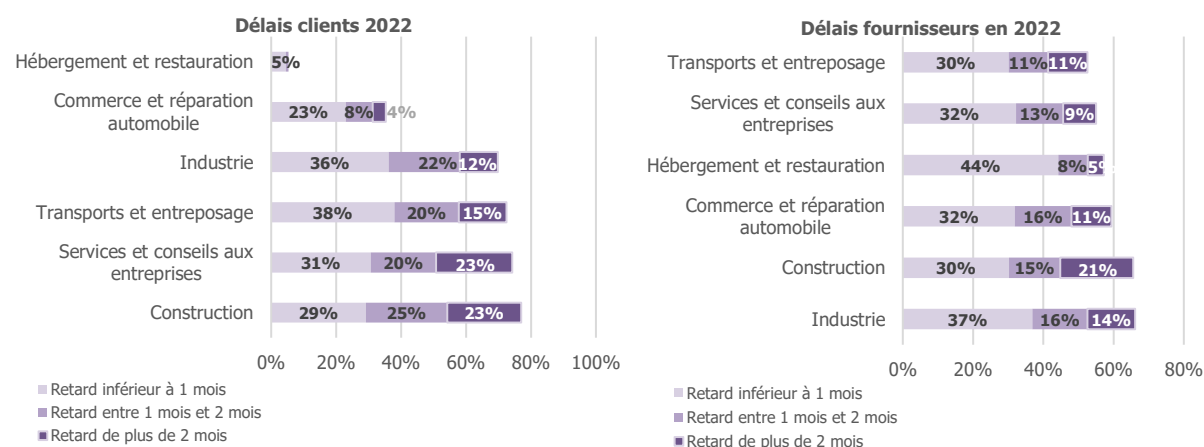 Délais clients 2022
Hébergement et restauration
5%
Commerce et réparation
automobile
23% 8% 4%
Industrie
36% 22% 12%
Transports et entreposage
38% 20% 15%
Services et conseils aux
entreprises
31% 20% 23%
Construction
29% 25% 23%
0% 20% 40% 60% 80% 100%
Retard inférieur à 1 mois
Retard entre 1 mois et 2 mois
Retard de plus de 2 mois
Délais fournisseurs en 2022
Transports et entreposage
30% 11% 11%
Services et conseils aux
entreprises
32% 13% 9%
Hébergement et restauration
44% 8% 5%
Commerce et réparation
automobile
32% 16% 11%
Construction
30% 15% 21%
Industrie
37% 16% 14%
0% 20% 40% 60% 80%
Retard inférieur à 1 mois
Retard entre 1 mois et 2 mois
Retard de plus de 2 mois